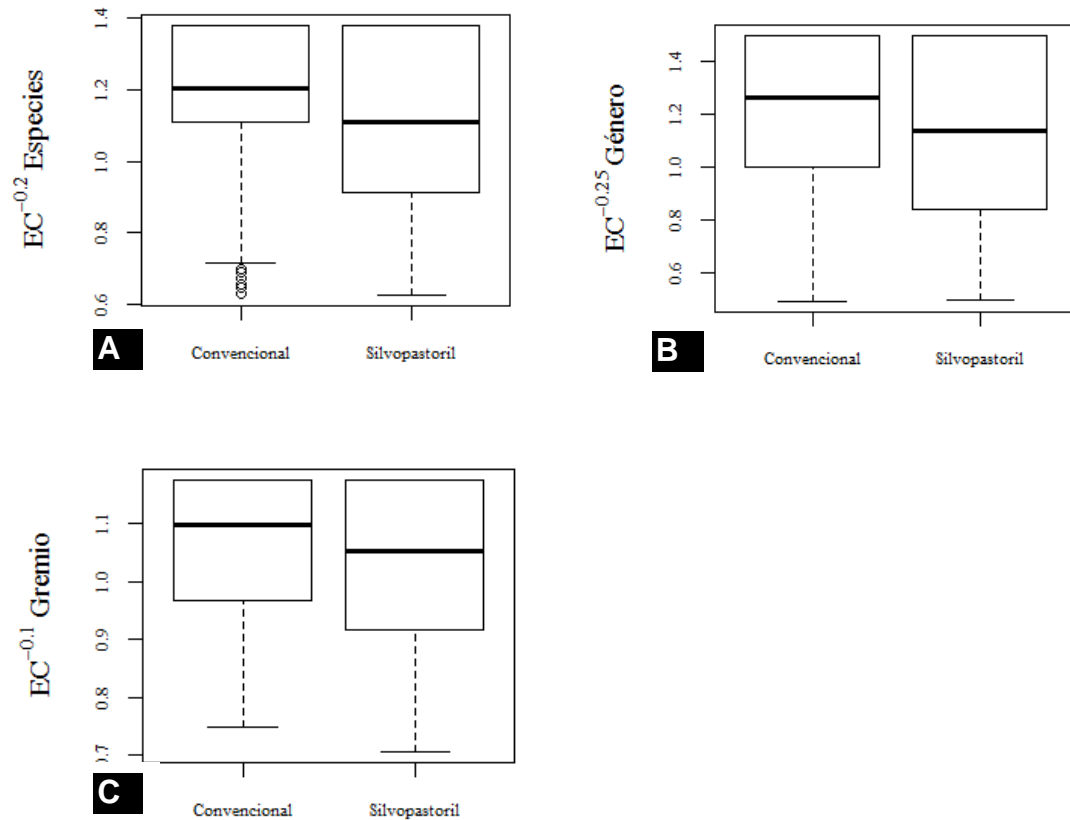 EC−0.2 Especies
1.4
1.2
1.0
0.8
0.6
A
Convencional
Silvopastoril
EC−0.25 Género
1.4
1.2
1.0
0.8
0.6
B
Convencional
Silvopastoril
EC−0.1 Gremio
1.1
1.0
0.9
0.8
0.7
C
Convencional
Silvopastoril